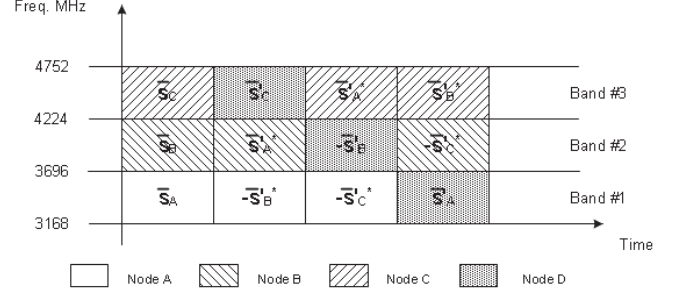 Freq. MHz
4752
S̄C S̄'C S̄'A* S̄'B* Band #3
4224
S̄B S̄'A* -S̄'B -S̄'C* Band #2
3696
S̄A -S̄'B* -S̄'C* S̄'A Band #1
3168
Time
Node A Node B Node C Node D